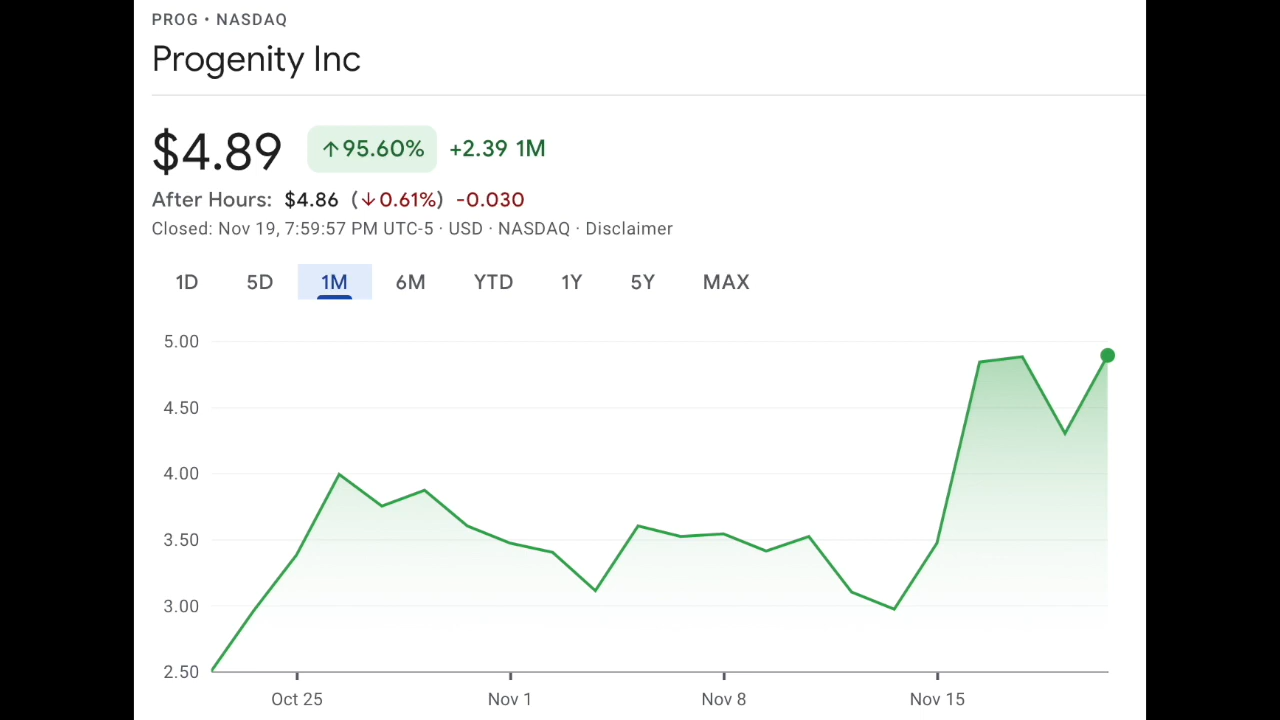 PROG • NASDAQ
Progenity Inc
$4.89 ↑95.60% +2.39 1M
After Hours: $4.86 (↓0.61%) -0.030
Closed: Nov 19, 7:59:57 PM UTC-5 · USD · NASDAQ · Disclaimer
1D 5D 1M 6M YTD 1Y 5Y MAX
5.00
4.50
4.00
3.50
3.00
2.50
Oct 25 Nov 1 Nov 8 Nov 15